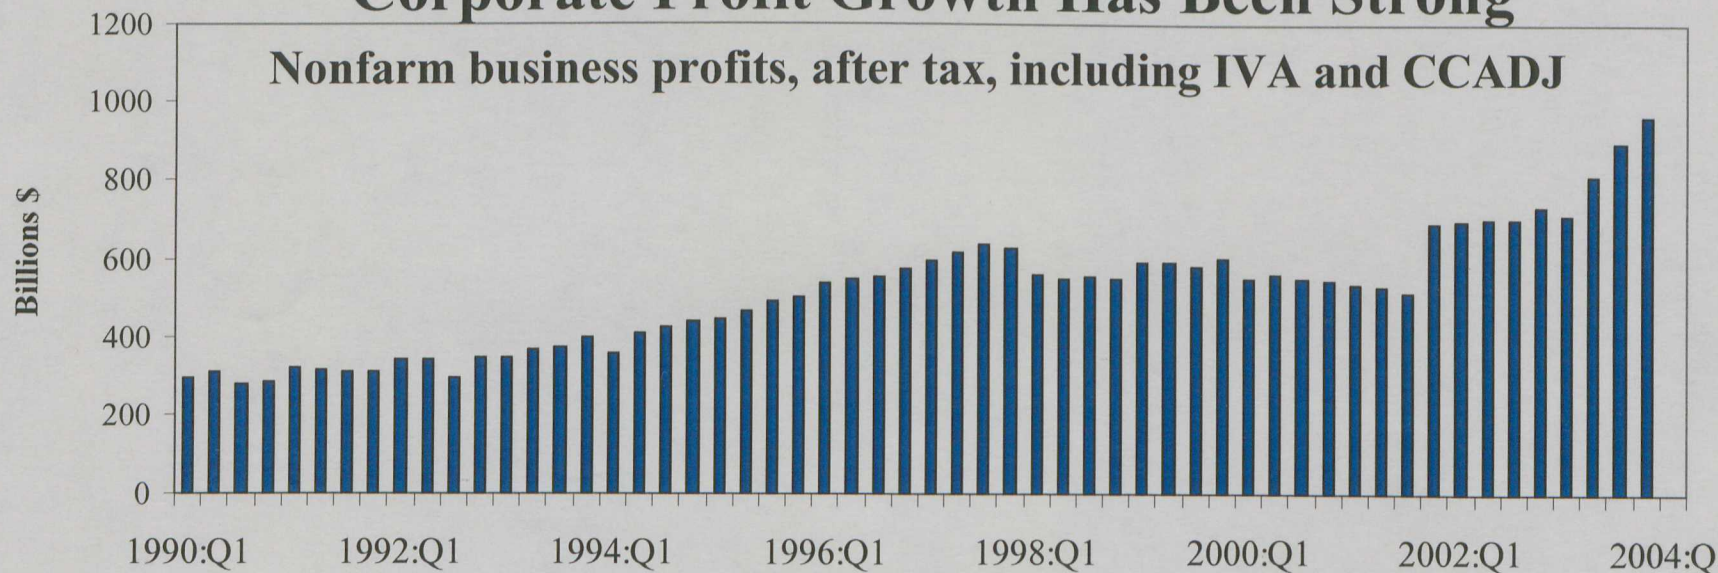 Corporate Profit Growth Has Been Strong
Nonfarm business profits, after tax, including IVA and CCADJ
1200
1000
800
600
400
200
0
Billions $
1990:Q1
1992:Q1
1994:Q1
1996:Q1
1998:Q1
2000:Q1
2002:Q1
2004:Q